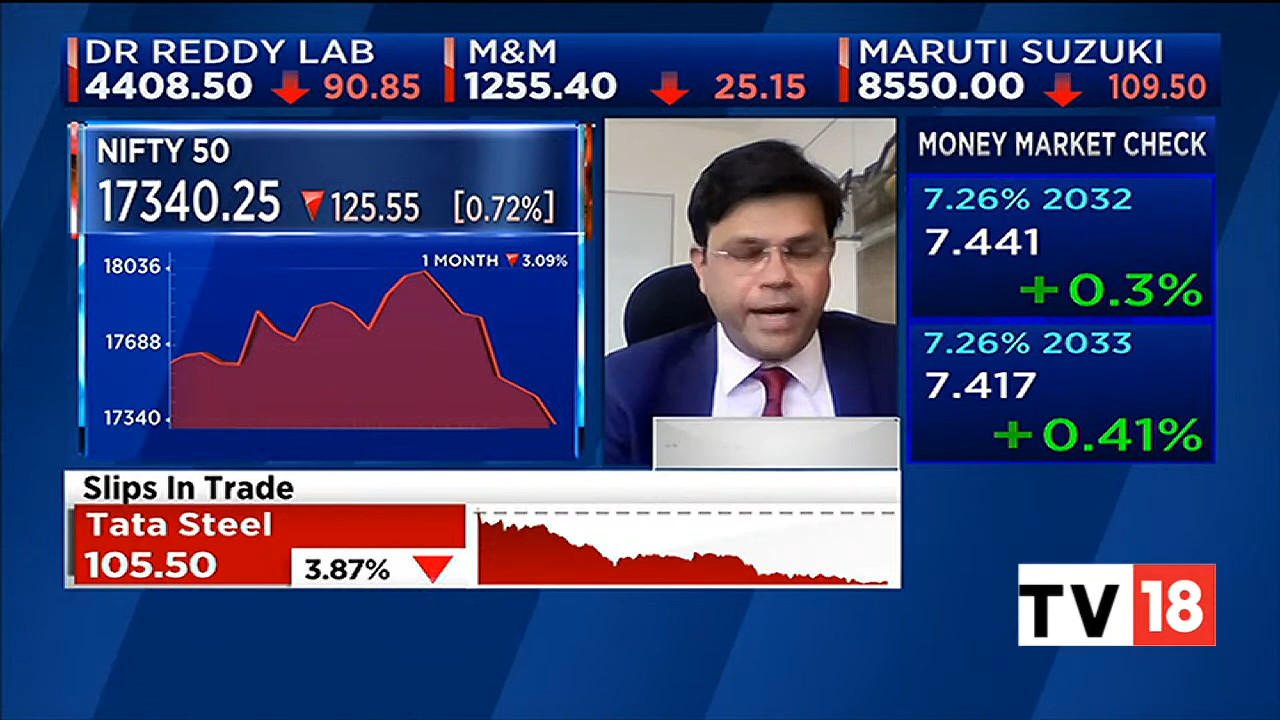 DR REDDY LAB
4408.50 90.85
M&M
1255.40 25.15
MARUTI SUZUKI
8550.00 109.50
NIFTY 50
17340.25 125.55 [0.72%]
1 MONTH 3.09%
18036
17688
17340
MONEY MARKET CHECK
7.26% 2032
7.441
+0.3%
7.26% 2033
7.417
+0.41%
Slips In Trade
Tata Steel
105.50 3.87%
TV18